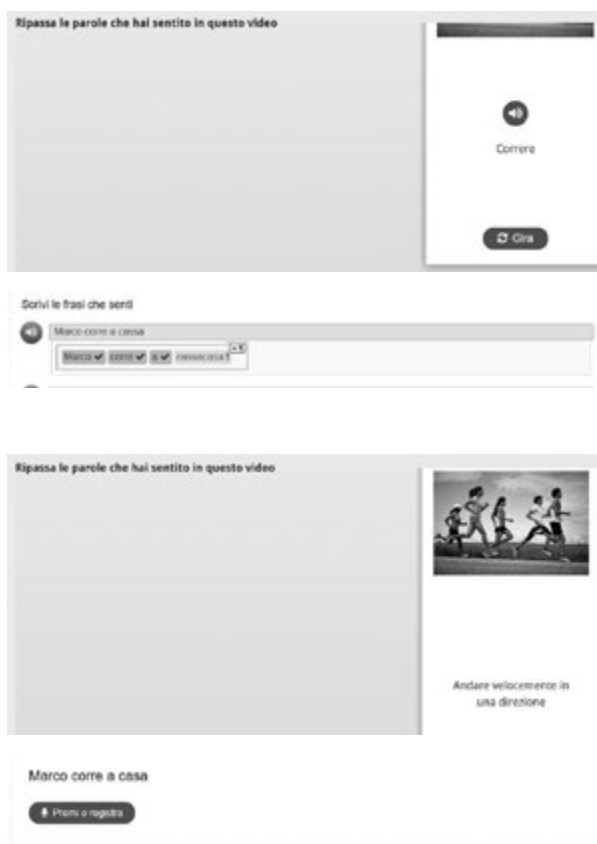 Ripassa le parole che hai sentito in questo video
Correre
Gira
Scrivi le frasi che senti
Marco corre a cassa
Marco ✔ corre ✔ a ✔ cassacasa
Ripassa le parole che hai sentito in questo video
Andare velocemente in
una direzione
Marco corre a casa
Premi e registra